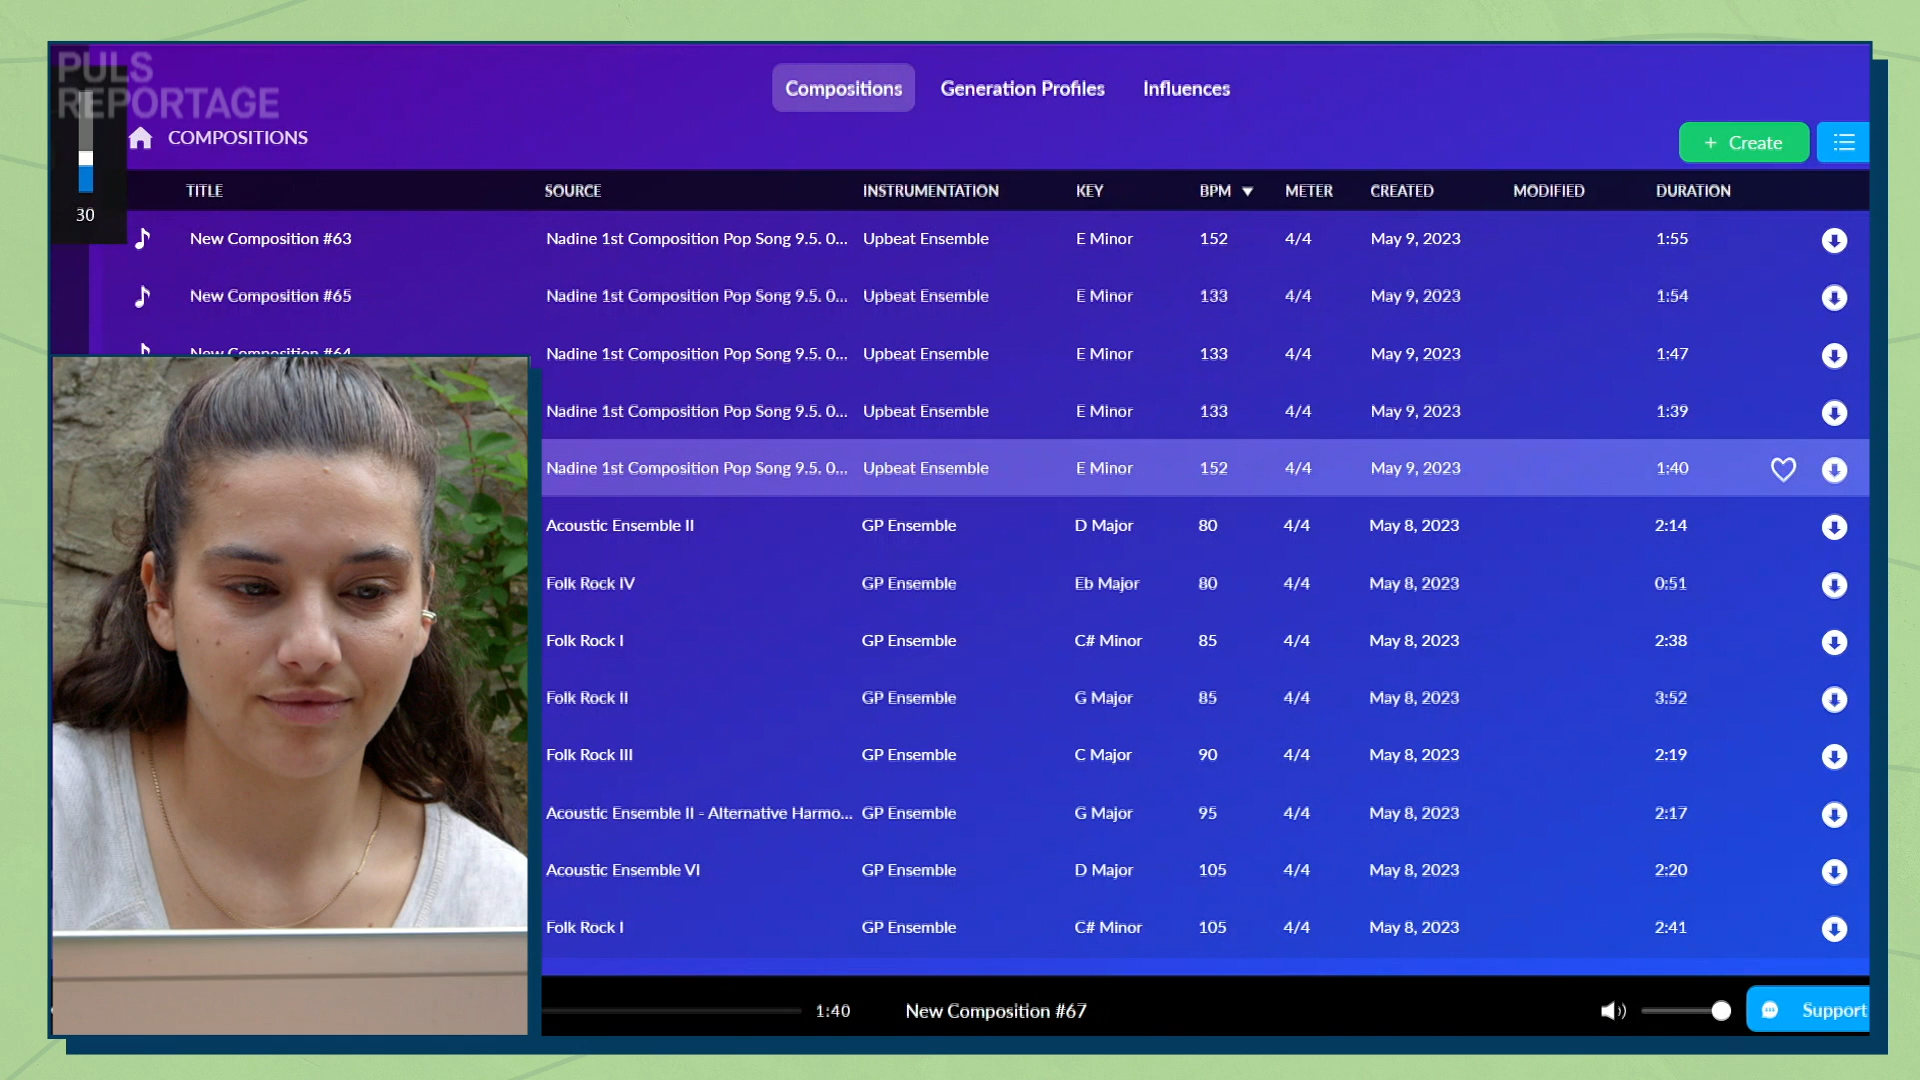 PULS
REPORTAGE
Compositions Generation Profiles Influences
COMPOSITIONS
+ Create
30
TITLE SOURCE INSTRUMENTATION KEY BPM METER CREATED MODIFIED DURATION
New Composition #63 Nadine 1st Composition Pop Song 9.5. 0... Upbeat Ensemble E Minor 152 4/4 May 9, 2023 1:55
New Composition #65 Nadine 1st Composition Pop Song 9.5. 0... Upbeat Ensemble E Minor 133 4/4 May 9, 2023 1:54
New Composition #64 Nadine 1st Composition Pop Song 9.5. 0... Upbeat Ensemble E Minor 133 4/4 May 9, 2023 1:47
Nadine 1st Composition Pop Song 9.5. 0... Upbeat Ensemble E Minor 133 4/4 May 9, 2023 1:39
Nadine 1st Composition Pop Song 9.5. 0... Upbeat Ensemble E Minor 152 4/4 May 9, 2023 1:40
Acoustic Ensemble II GP Ensemble D Major 80 4/4 May 8, 2023 2:14
Folk Rock IV GP Ensemble Eb Major 80 4/4 May 8, 2023 0:51
Folk Rock I GP Ensemble C# Minor 85 4/4 May 8, 2023 2:38
Folk Rock II GP Ensemble G Major 85 4/4 May 8, 2023 3:52
Folk Rock III GP Ensemble C Major 90 4/4 May 8, 2023 2:19
Acoustic Ensemble II - Alternative Harmo... GP Ensemble G Major 95 4/4 May 8, 2023 2:17
Acoustic Ensemble VI GP Ensemble D Major 105 4/4 May 8, 2023 2:20
Folk Rock I GP Ensemble C# Minor 105 4/4 May 8, 2023 2:41
1:40 New Composition #67 Support